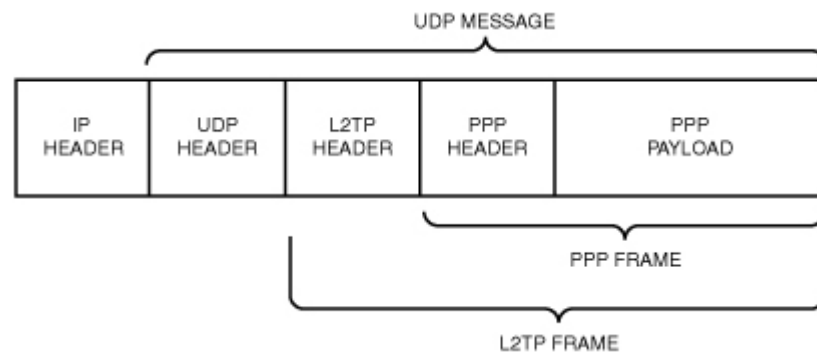 UDP MESSAGE
IP
HEADER
UDP
HEADER
L2TP
HEADER
PPP
HEADER
PPP
PAYLOAD
PPP FRAME
L2TP FRAME